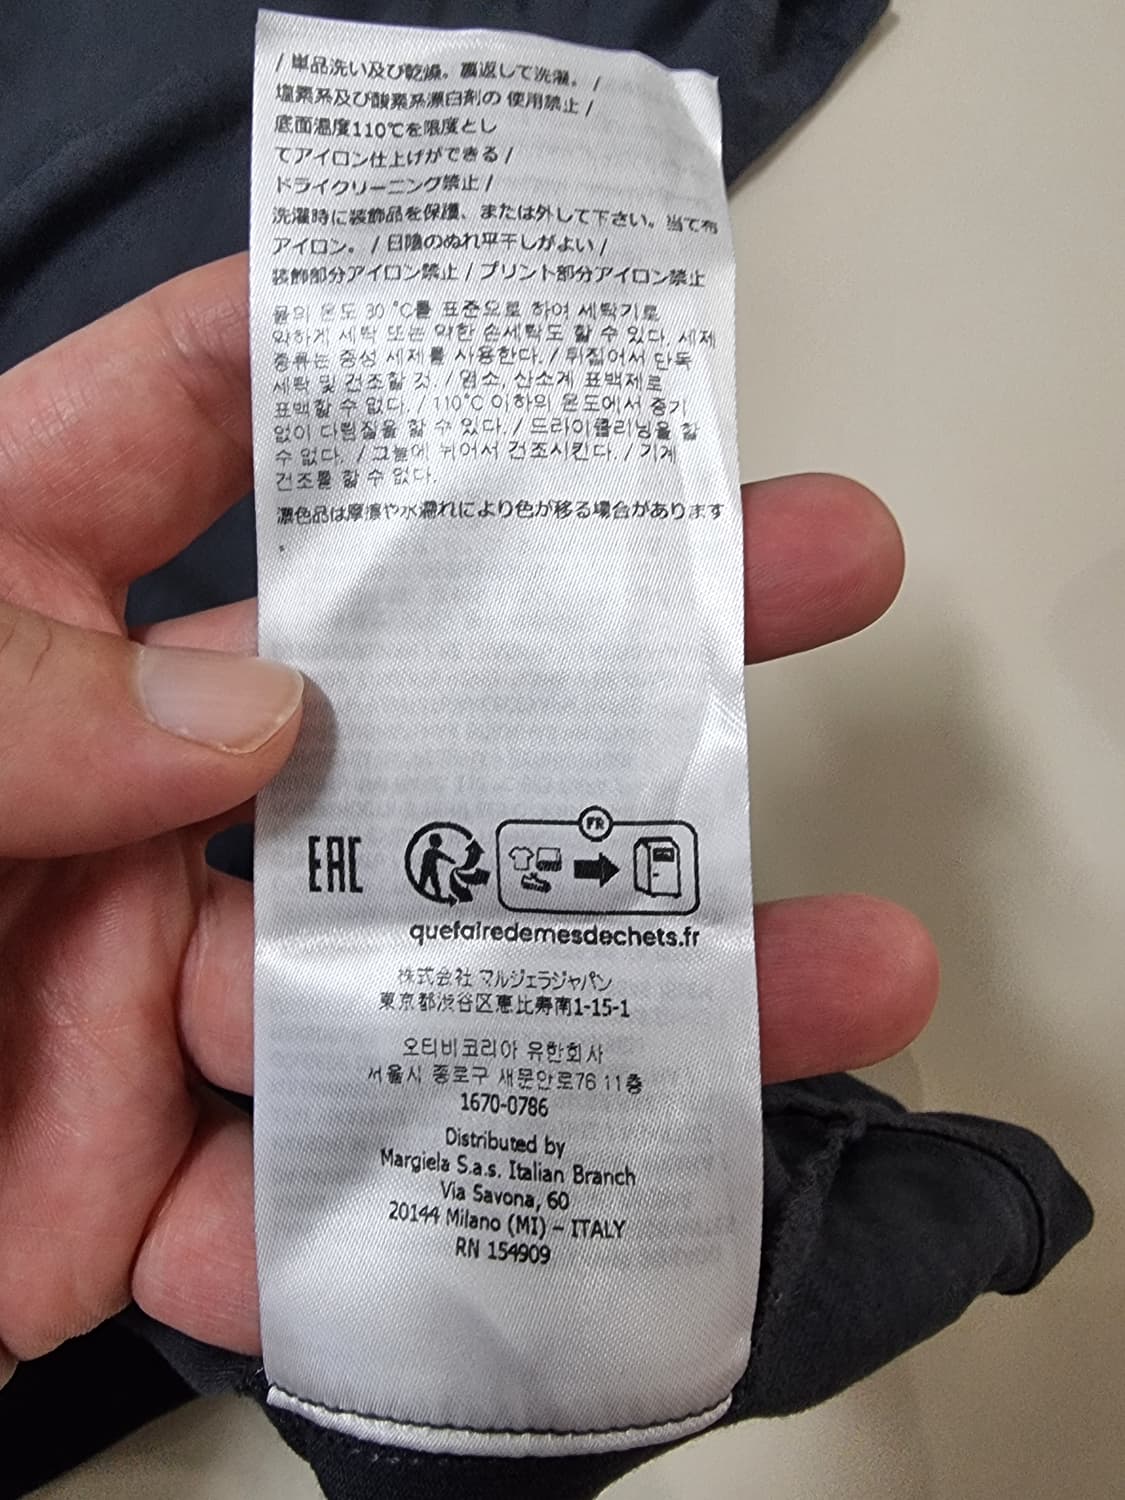 / 単品洗い及び乾燥。裏返して洗濯。 /
塩素系及び酸素系漂白剤の 使用禁止 /
底面温度110℃を限度とし
てアイロン仕上げができる /
ドライクリーニング禁止 /
洗濯時に装飾品を保護、または外して下さい。当て布
アイロン。 / 日陰のぬれ平干しがよい /
装飾部分アイロン禁止 / プリント部分アイロン禁止
물의 온도 30 ℃를 표준으로 하여 세탁기로
약하게 세탁 또는 약한 손세탁도 할 수 있다. 세제
종류는 중성 세제를 사용한다. / 뒤집어서 단독
세탁 및 건조할 것. / 염소, 산소계 표백제로
표백할 수 없다. / 110℃ 이하의 온도에서 증기
없이 다림질을 할 수 있다. / 드라이클리닝을 할
수 없다. / 그늘에 뉘어서 건조시킨다. / 기계
건조를 할 수 없다.
濃色品は摩擦や水濡れにより色が移る場合があります
。
EAC
FR
quefairedemesdechets.fr
株式会社 マルジェラジャパン
東京都渋谷区恵比寿南1-15-1
오티비코리아 유한회사
서울시 종로구 새문안로76 11층
1670-0786
Distributed by
Margiela S.a.s. Italian Branch
Via Savona, 60
20144 Milano (MI) – ITALY
RN 154909